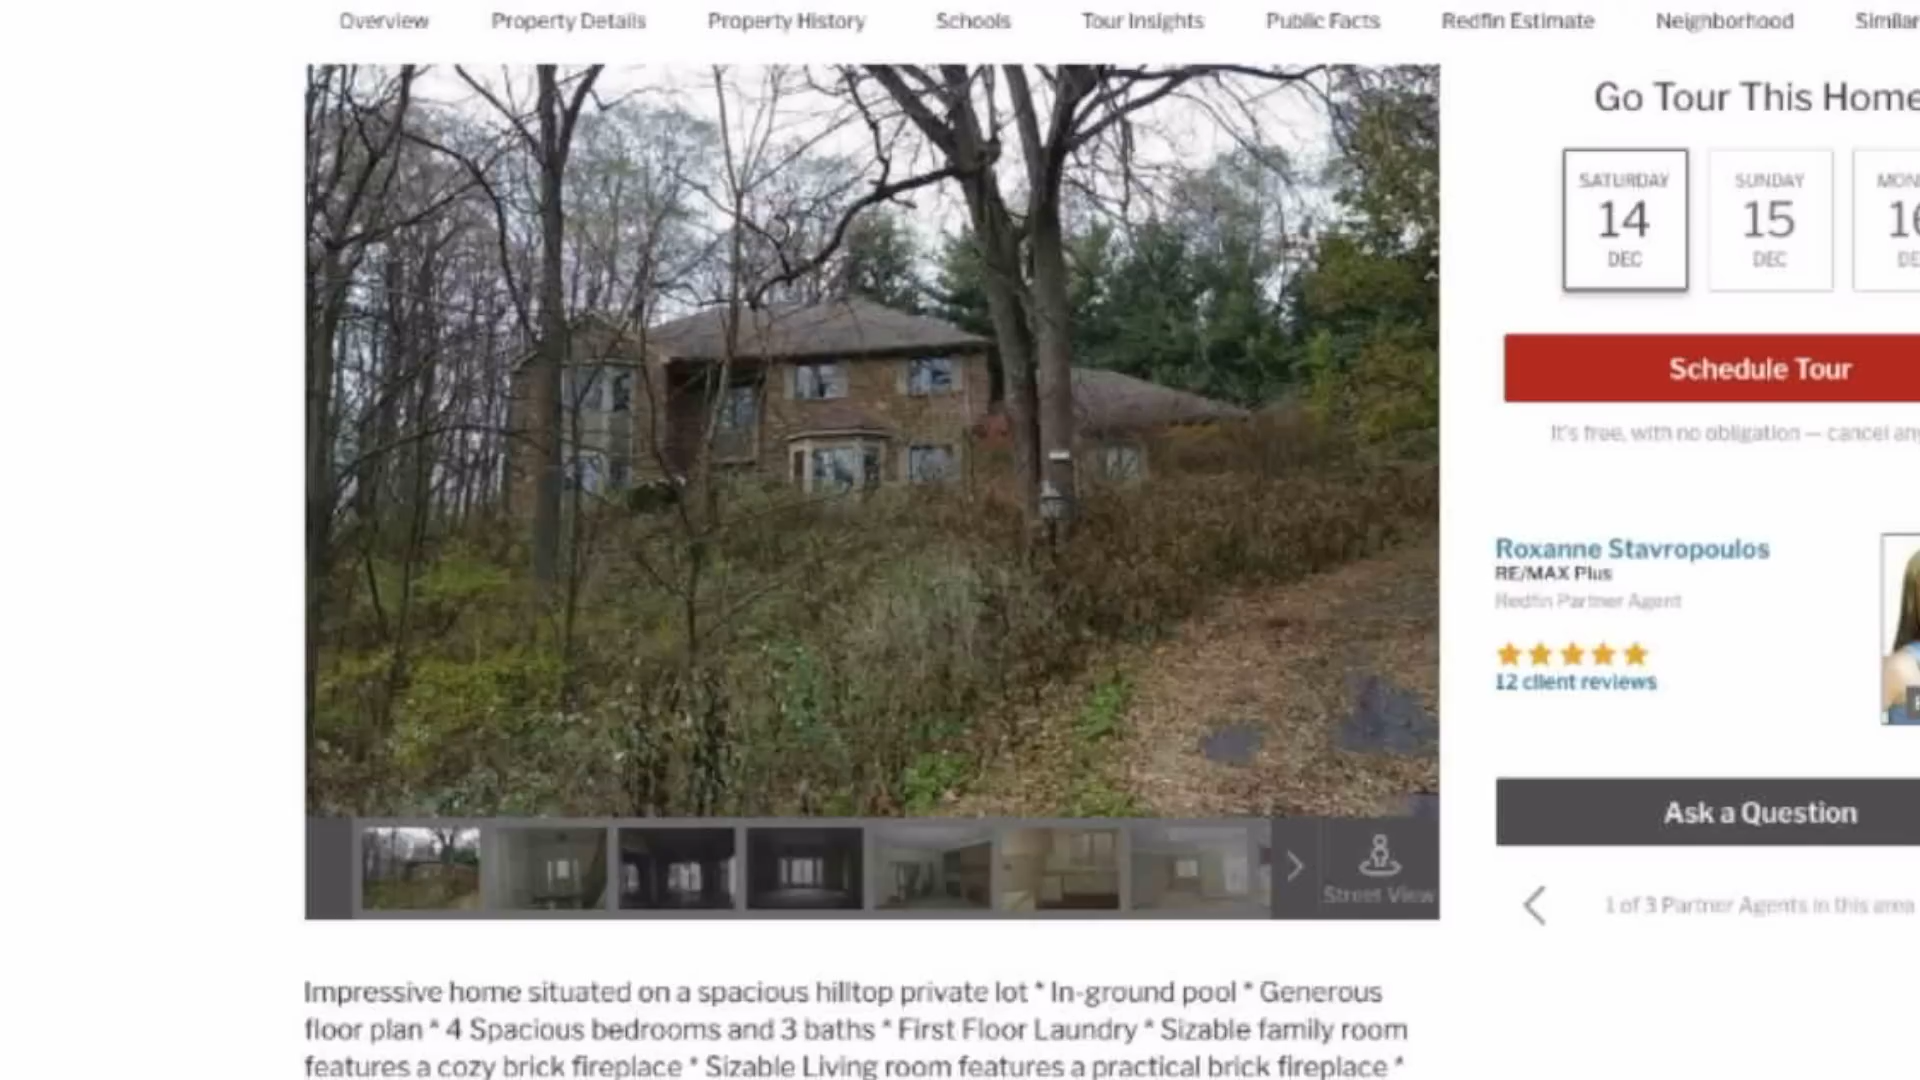 Overview Property Details Property History Schools Tour Insights Public Facts Redfin Estimate Neighborhood Similar
Go Tour This Home
SATURDAY SUNDAY MON
14 15 16
DEC DEC DE
Schedule Tour
It's free, with no obligation — cancel any
Roxanne Stavropoulos
RE/MAX Plus
Redfin Partner Agent
12 client reviews
Ask a Question
Street View
1 of 3 Partner Agents in this area
Impressive home situated on a spacious hilltop private lot * In-ground pool * Generous
floor plan * 4 Spacious bedrooms and 3 baths * First Floor Laundry * Sizable family room
features a cozy brick fireplace * Sizable Living room features a practical brick fireplace *